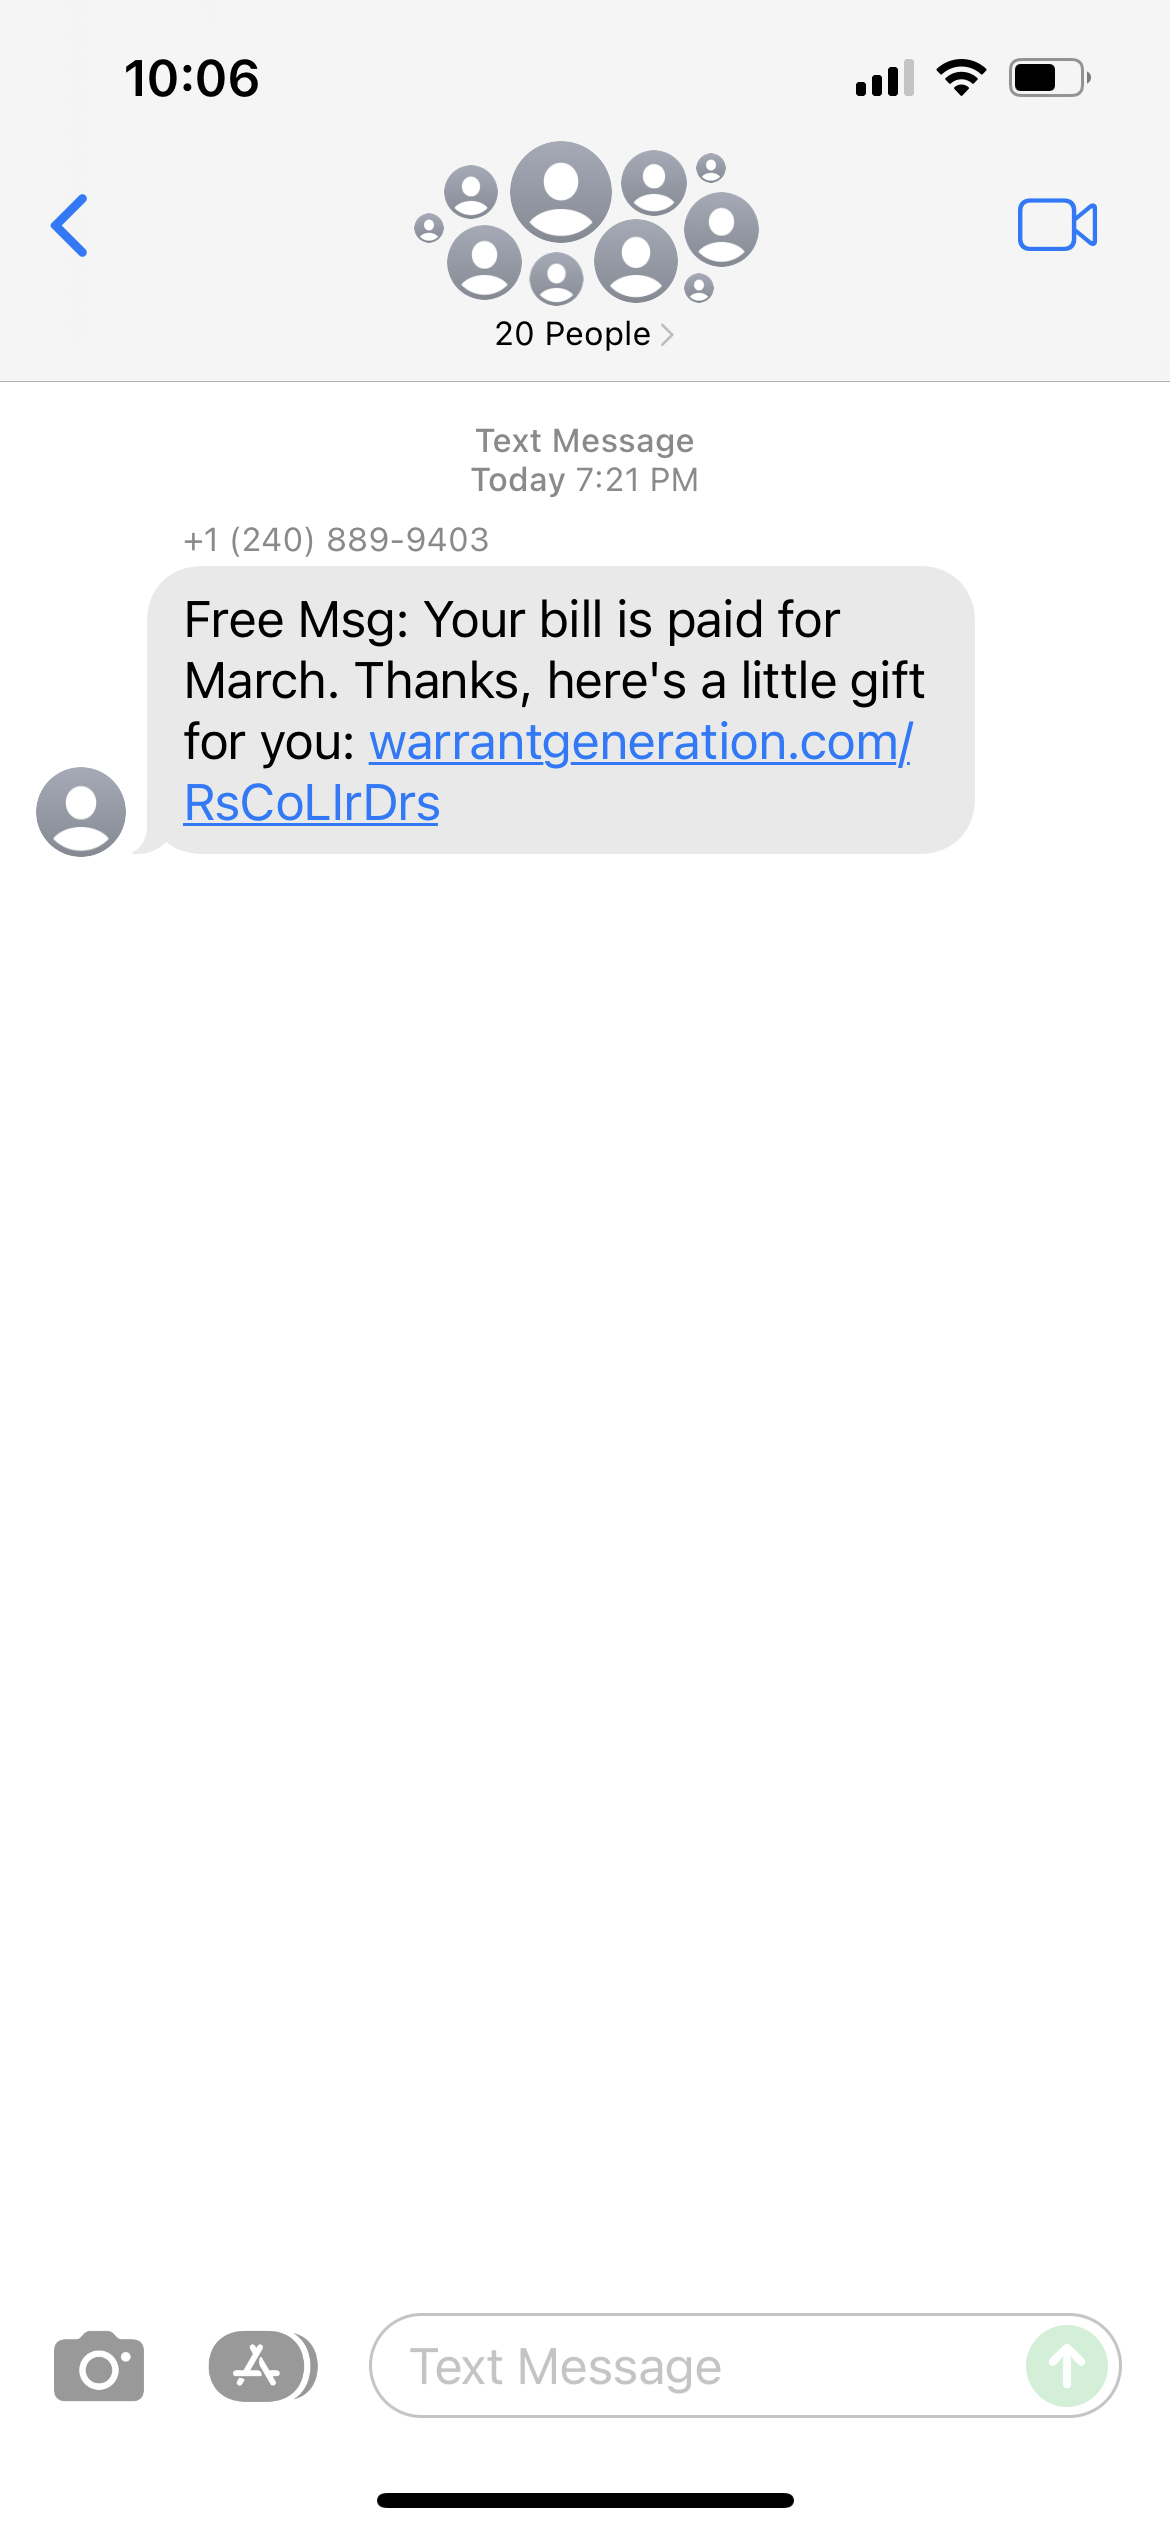 10:06
20 People
Text Message
Today 7:21 PM
+1 (240) 889-9403
Free Msg: Your bill is paid for
March. Thanks, here's a little gift
for you: warrantgeneration.com/
RsCoLIrDrs
Text Message